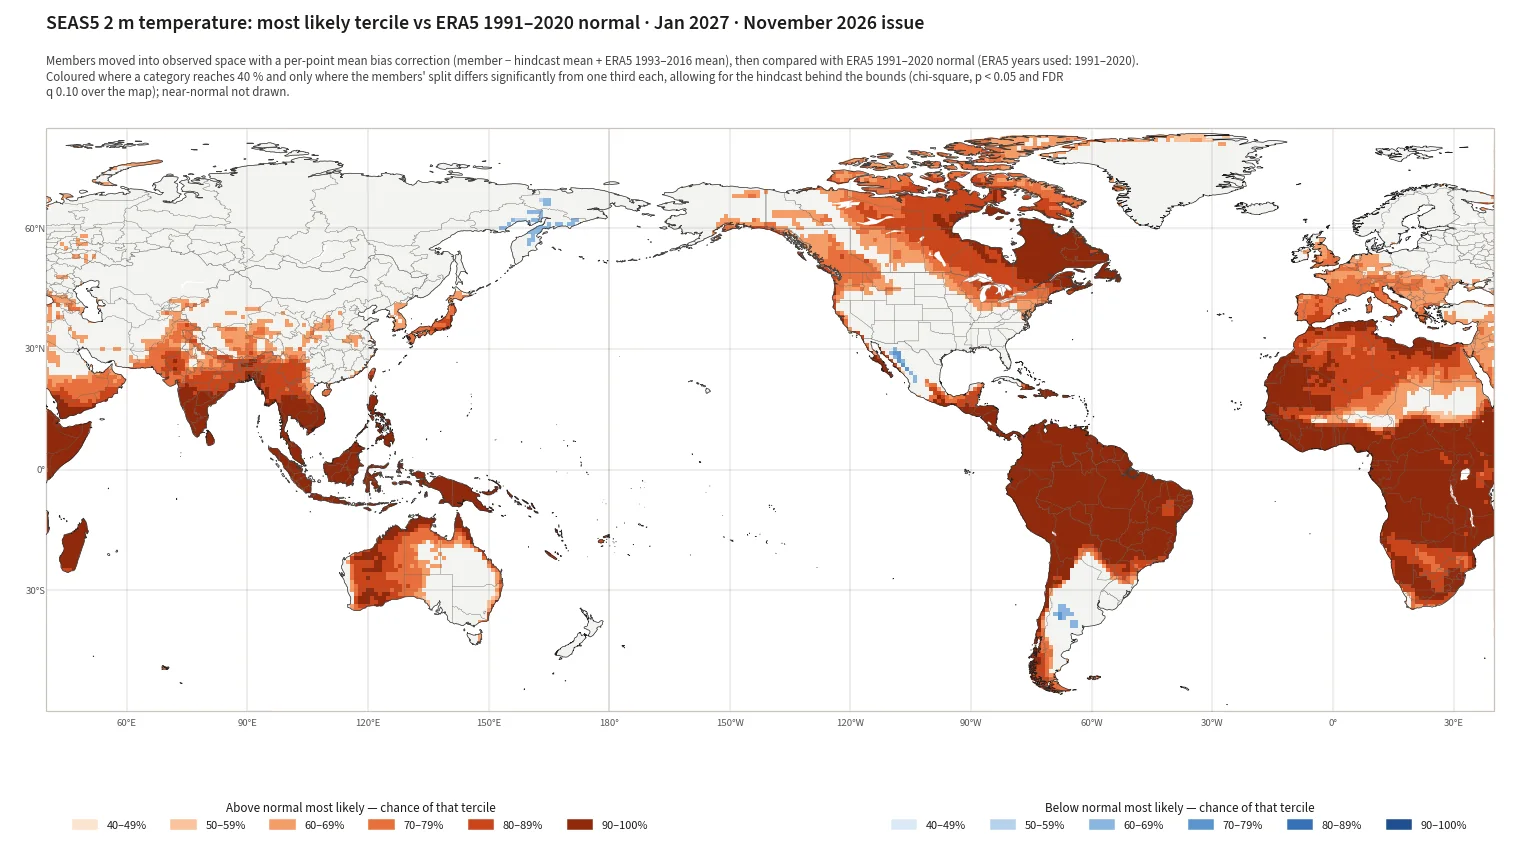 SEAS5 2 m temperature: most likely tercile vs ERA5 1991–2020 normal · Jan 2027 · November 2026 issue
Members moved into observed space with a per-point mean bias correction (member − hindcast mean + ERA5 1993–2016 mean), then compared with ERA5 1991–2020 normal (ERA5 years used: 1991–2020).
Coloured where a category reaches 40 % and only where the members' split differs significantly from one third each, allowing for the hindcast behind the bounds (chi-square, p < 0.05 and FDR
q 0.10 over the map); near-normal not drawn.
60°N
30°N
0°
30°S
60°E 90°E 120°E 150°E 180° 150°W 120°W 90°W 60°W 30°W 0° 30°E
Above normal most likely — chance of that tercile
40–49% 50–59% 60–69% 70–79% 80–89% 90–100%
Below normal most likely — chance of that tercile
40–49% 50–59% 60–69% 70–79% 80–89% 90–100%